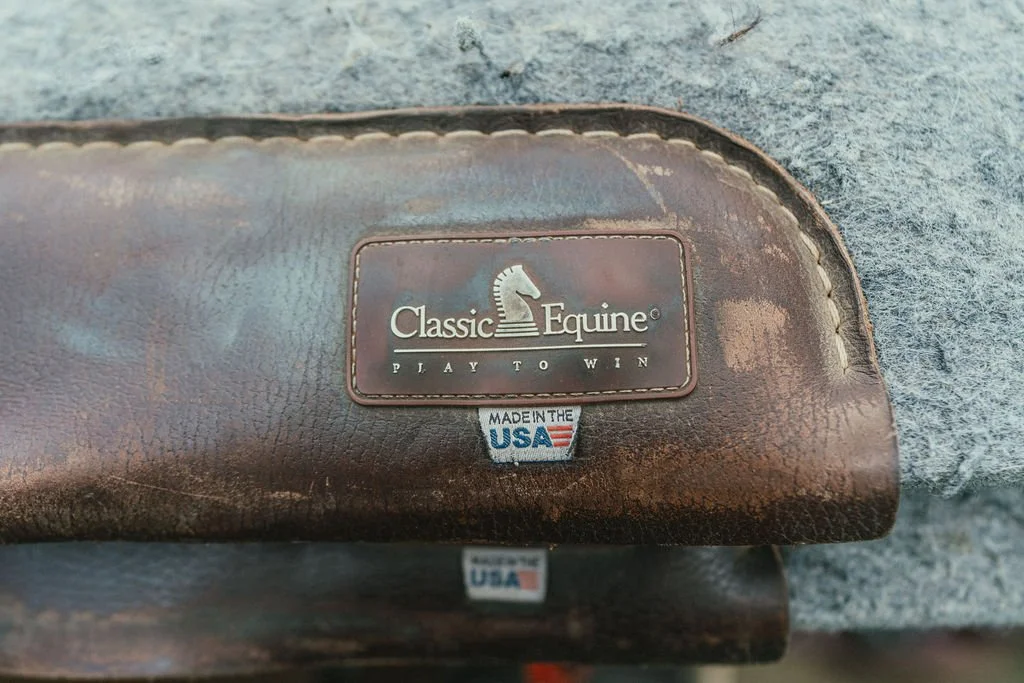 Classic Equine©
PLAY TO WIN
MADE IN THE
USA
MADE IN THE
USA